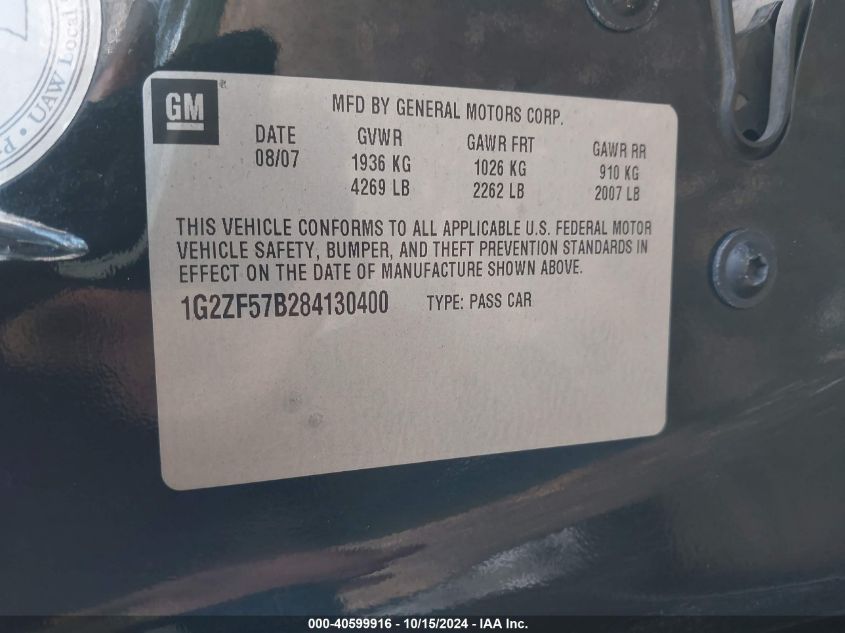 UAW Local
GM
MFD BY GENERAL MOTORS CORP.
DATE GVWR GAWR FRT GAWR RR
08/07 1936 KG 1026 KG 910 KG
4269 LB 2262 LB 2007 LB
THIS VEHICLE CONFORMS TO ALL APPLICABLE U.S. FEDERAL MOTOR
VEHICLE SAFETY, BUMPER, AND THEFT PREVENTION STANDARDS IN
EFFECT ON THE DATE OF MANUFACTURE SHOWN ABOVE.
1G2ZF57B284130400 TYPE: PASS CAR
000-40599916 - 10/15/2024 - IAA Inc.